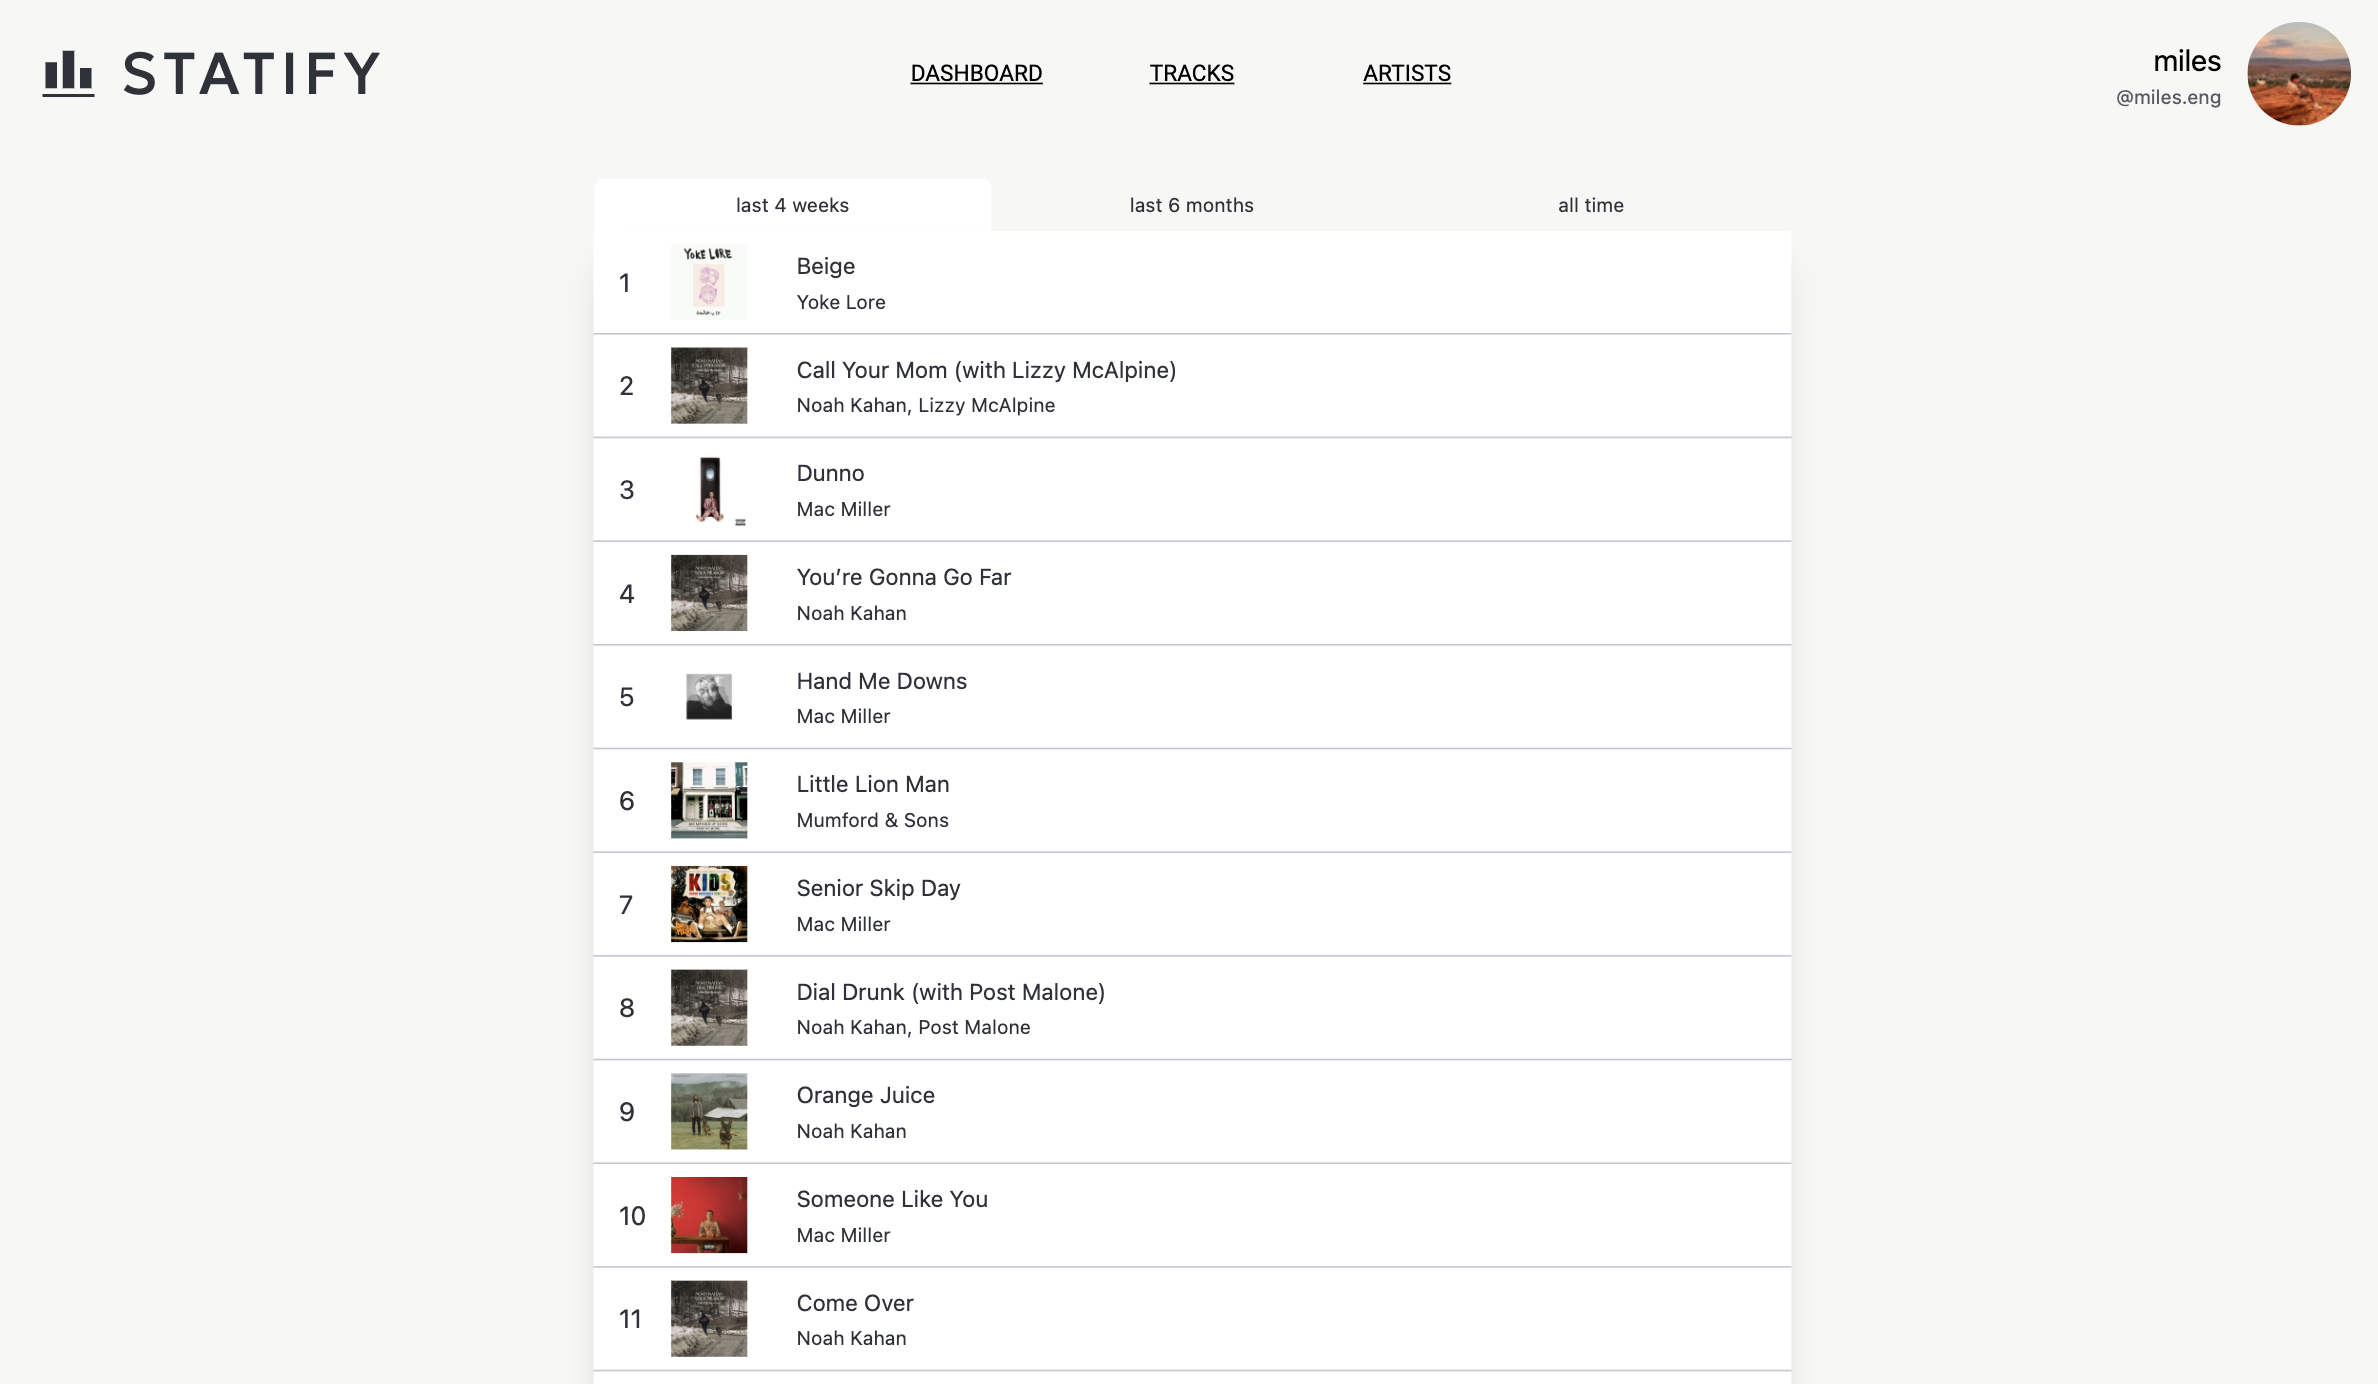 STATIFY
DASHBOARD
TRACKS
ARTISTS
miles
@miles.eng
last 4 weeks
last 6 months
all time
1
YOKE LORE
Beige
Yoke Lore
2
Call Your Mom (with Lizzy McAlpine)
Noah Kahan, Lizzy McAlpine
3
Dunno
Mac Miller
4
You’re Gonna Go Far
Noah Kahan
5
Hand Me Downs
Mac Miller
6
Little Lion Man
Mumford & Sons
7
KIDS
Senior Skip Day
Mac Miller
8
Dial Drunk (with Post Malone)
Noah Kahan, Post Malone
9
Orange Juice
Noah Kahan
10
Someone Like You
Mac Miller
11
Come Over
Noah Kahan